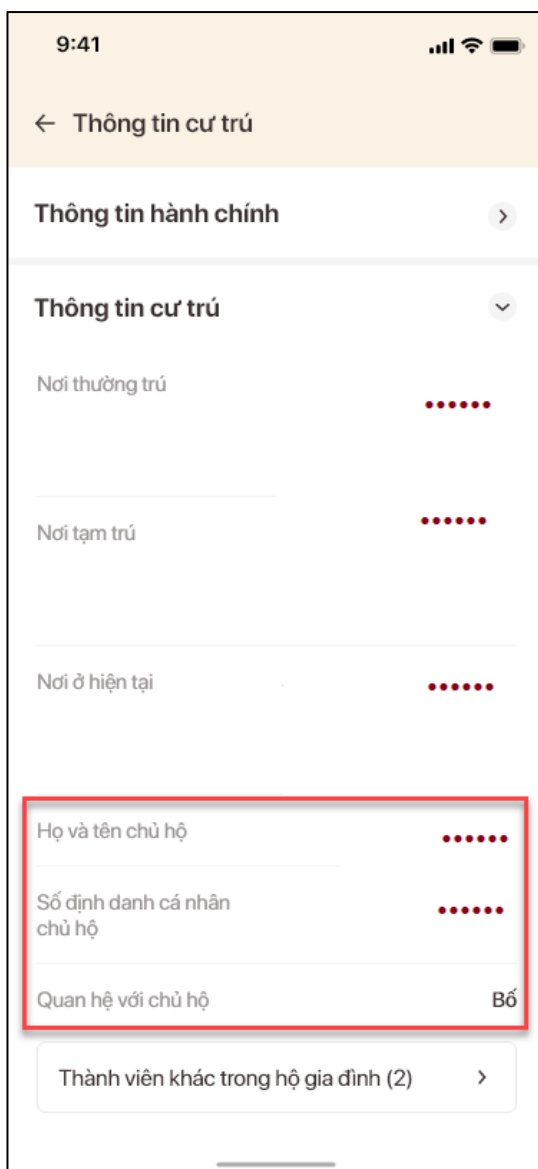 9:41
Thông tin cư trú
Thông tin hành chính
Thông tin cư trú
Nơi thường trú
••••••
Nơi tạm trú
••••••
Nơi ở hiện tại
••••••
Họ và tên chủ hộ
••••••
Số định danh cá nhân
chủ hộ
••••••
Quan hệ với chủ hộ
Bố
Thành viên khác trong hộ gia đình (2)